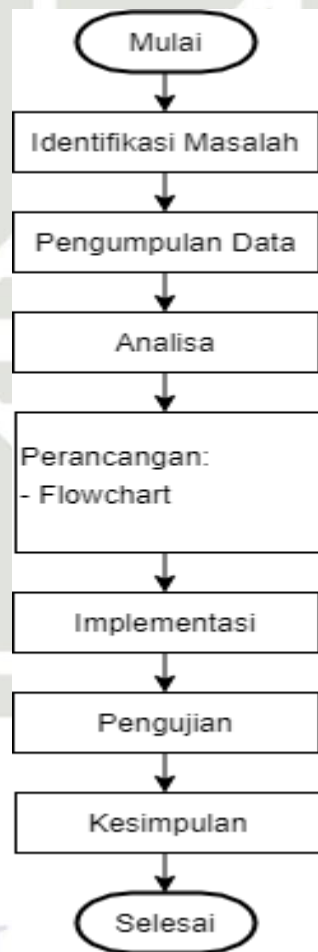 Mulai
Identifikasi Masalah
Pengumpulan Data
Analisa
Perancangan:
- Flowchart
Implementasi
Pengujian
Kesimpulan
Selesai